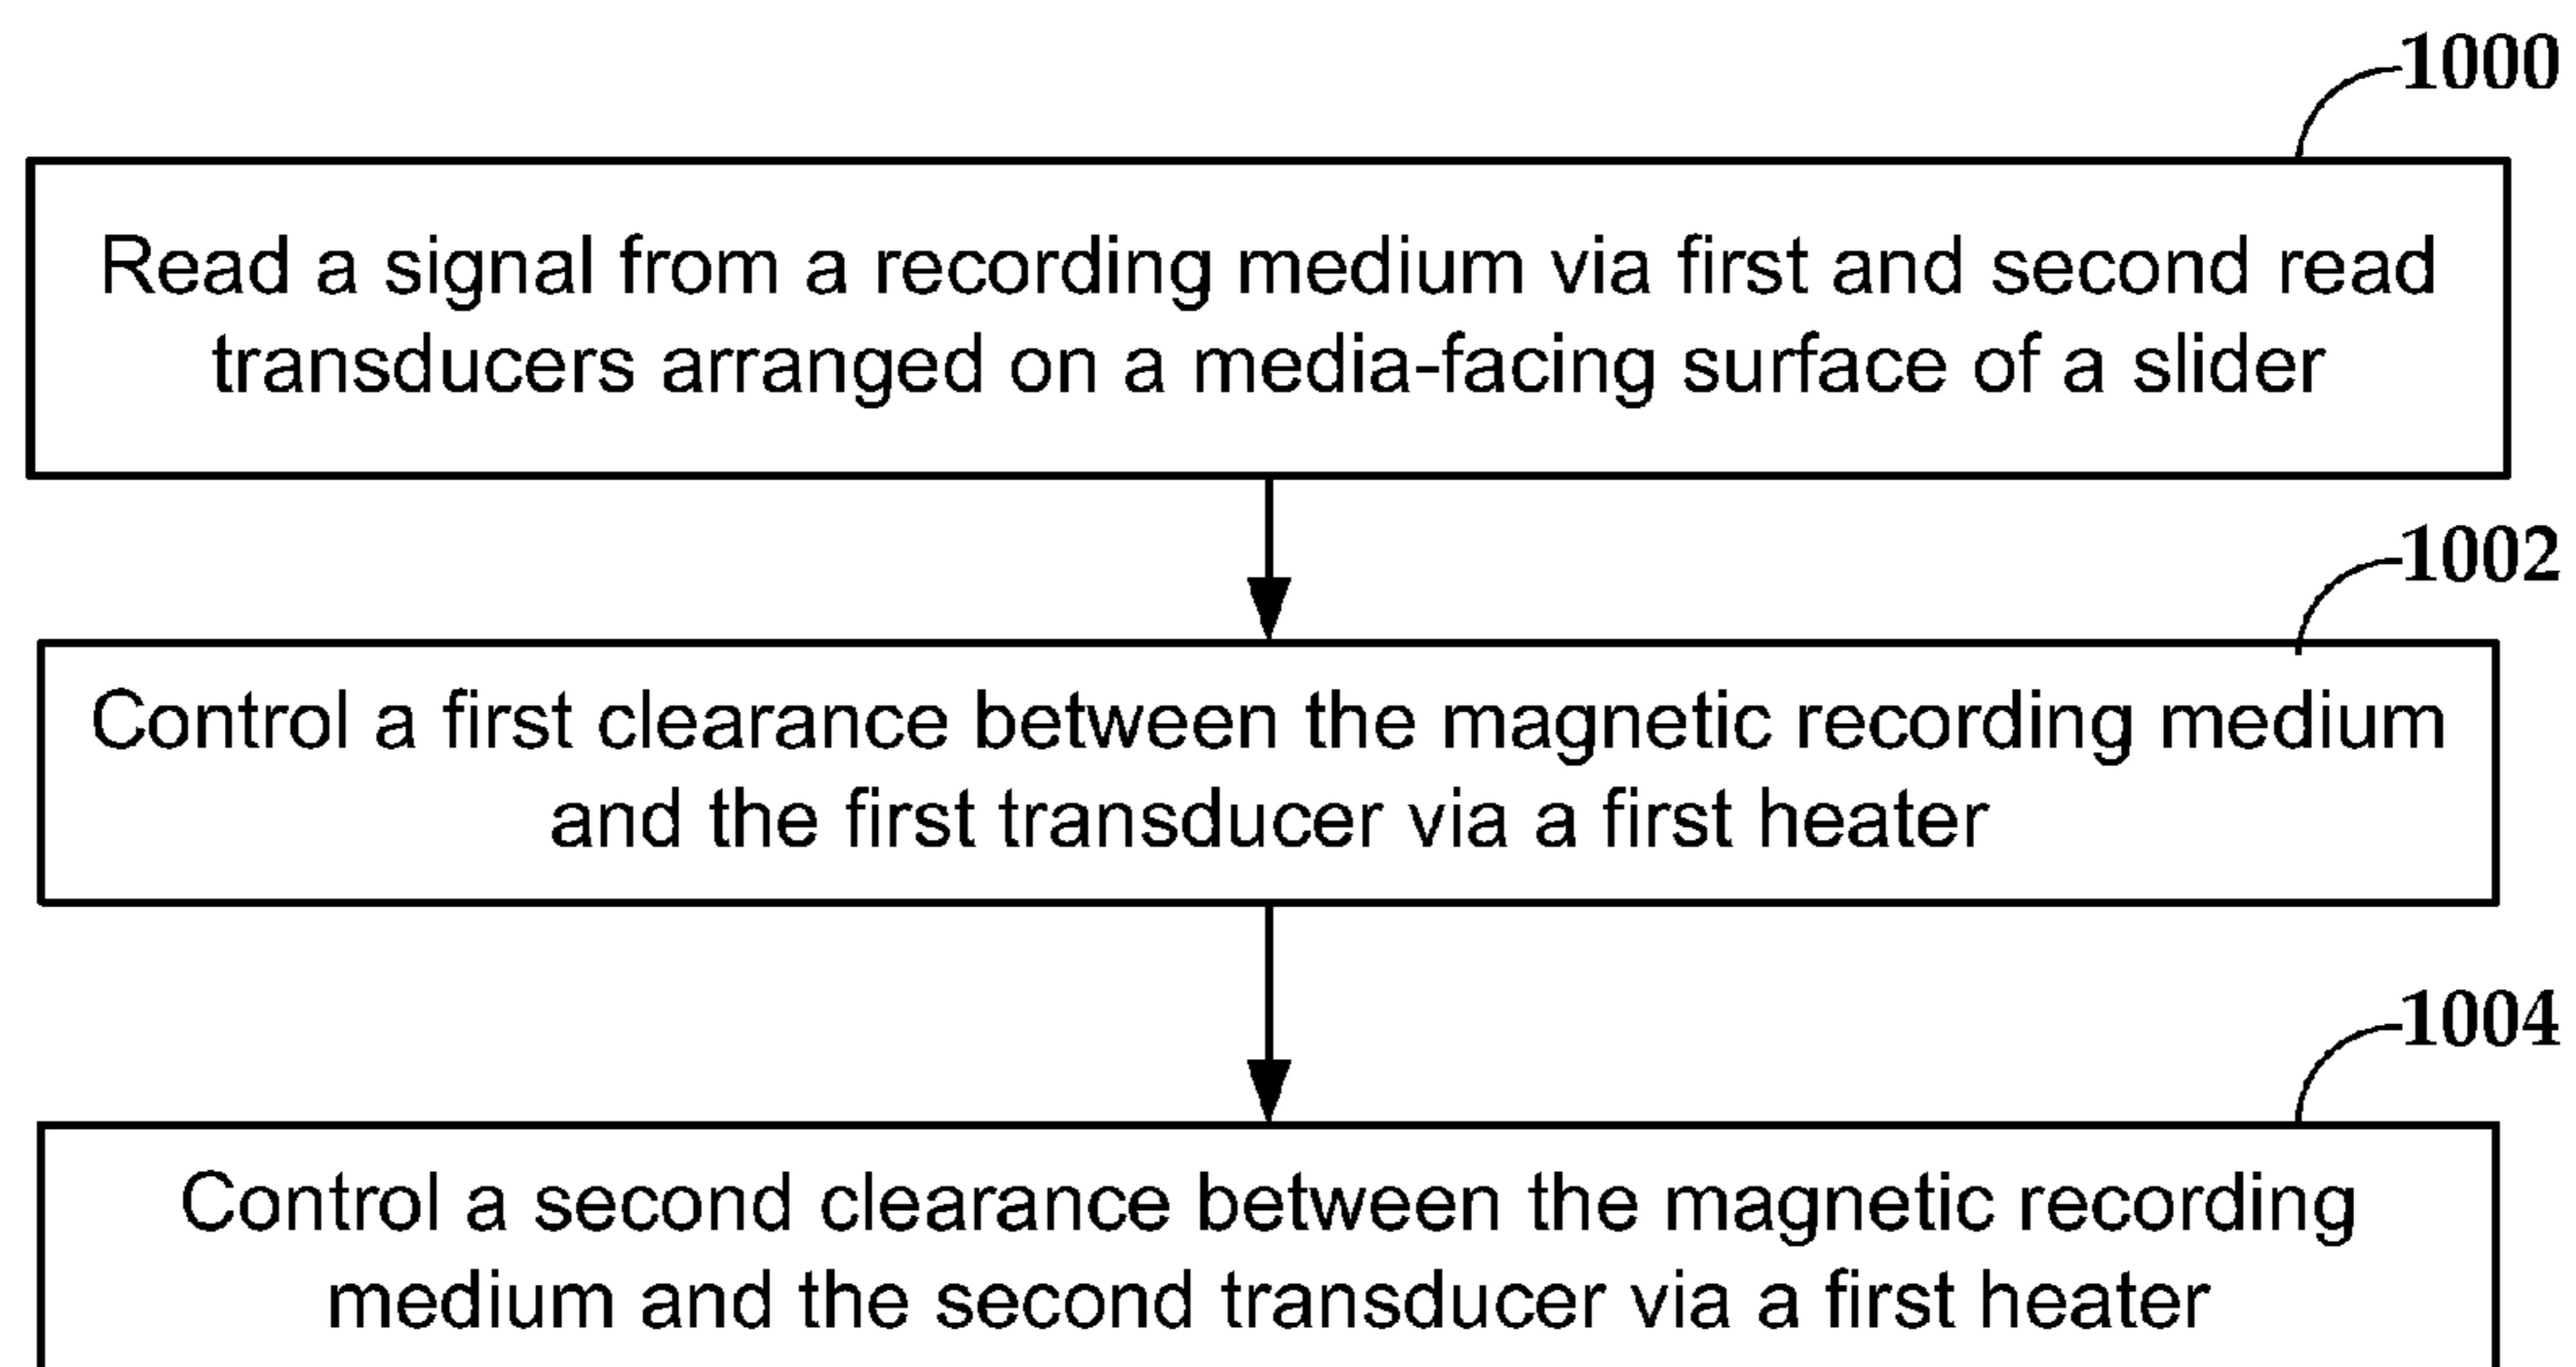 1000
Read a signal from a recording medium via first and second read
transducers arranged on a media-facing surface of a slider
1002
Control a first clearance between the magnetic recording medium
and the first transducer via a first heater
1004
Control a second clearance between the magnetic recording
medium and the second transducer via a first heater